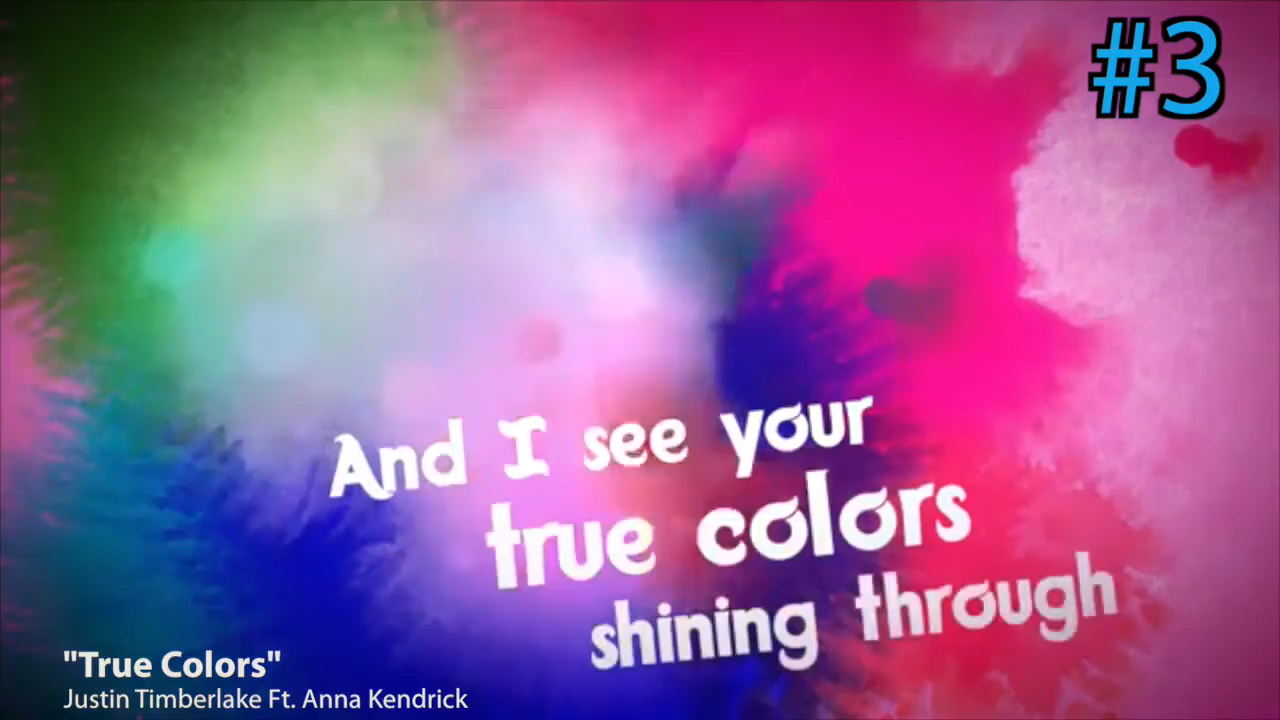 #3
And I see your
true colors
shining through
"True Colors"
Justin Timberlake Ft. Anna Kendrick